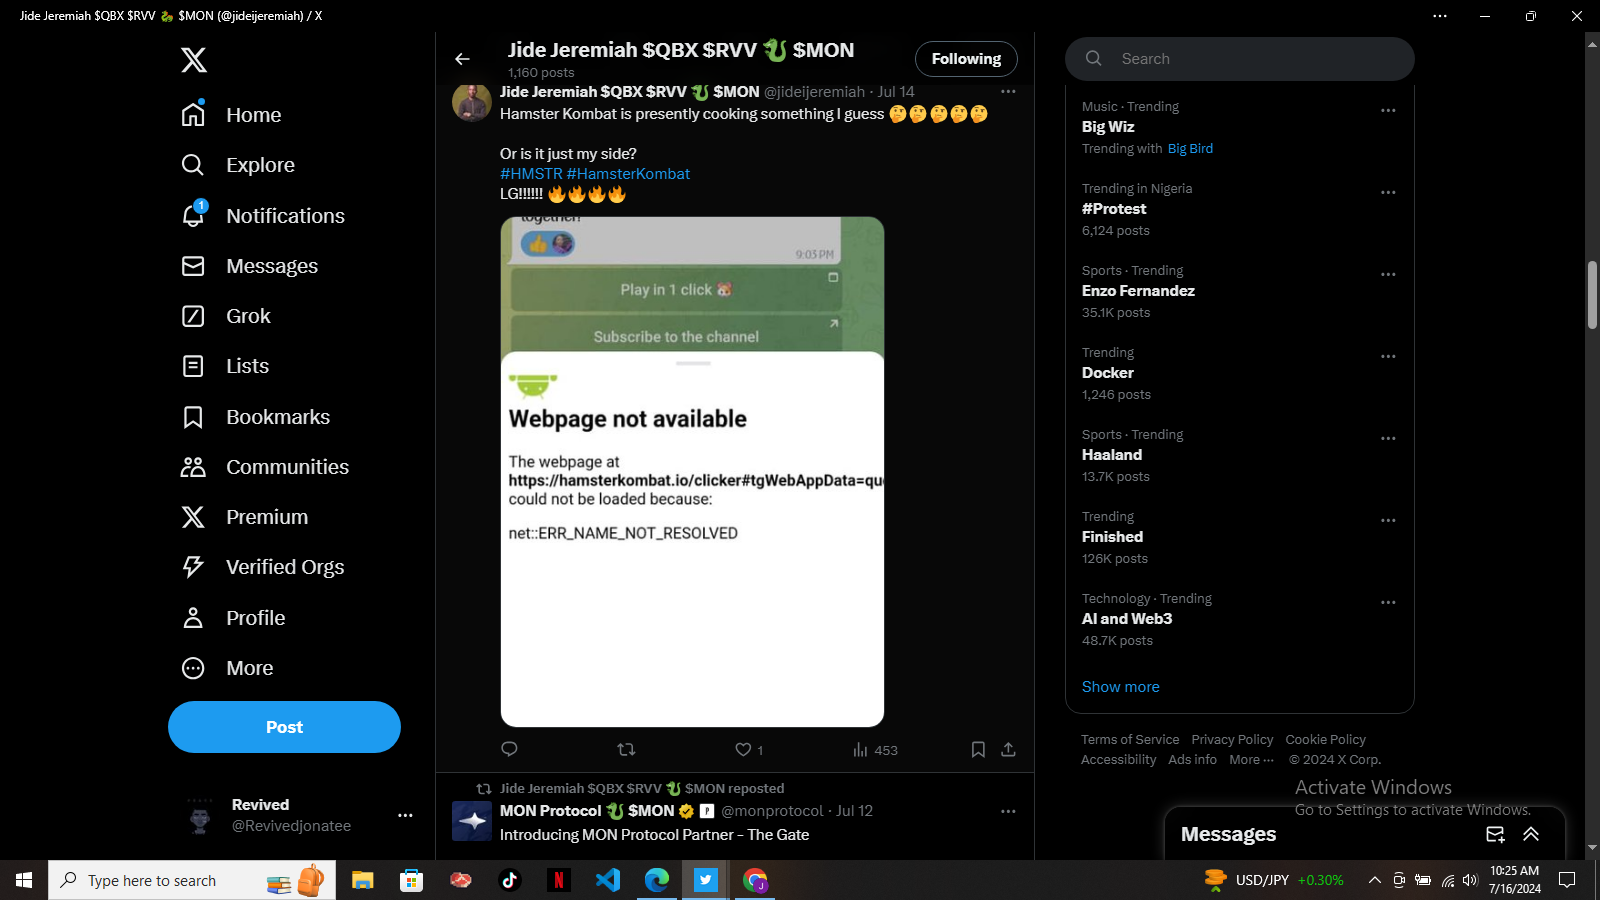 Jide Jeremiah $QBX $RVV 🐉 $MON (@jideijeremiah) / X
Home
Explore
1
Notifications
Messages
Grok
Lists
Bookmarks
Communities
Premium
Verified Orgs
Profile
More
Post
Revived
@Revivedjonatee
Jide Jeremiah $QBX $RVV 🐉 $MON
1,160 posts
Following
Jide Jeremiah $QBX $RVV 🐉 $MON @jideijeremiah · Jul 14
Hamster Kombat is presently cooking something I guess 🤔🤔🤔🤔🤔
Or is it just my side?
#HMSTR #HamsterKombat
LG!!!!!! 🔥🔥🔥🔥
together!
9:03 PM
Play in 1 click 🐹
Subscribe to the channel
Webpage not available
The webpage at
https://hamsterkombat.io/clicker#tgWebAppData=que
could not be loaded because:
net::ERR_NAME_NOT_RESOLVED
1
453
Jide Jeremiah $QBX $RVV 🐉 $MON reposted
MON Protocol 🐉 $MON @monprotocol · Jul 12
Introducing MON Protocol Partner - The Gate
Search
Music · Trending
Big Wiz
Trending with Big Bird
Trending in Nigeria
#Protest
6,124 posts
Sports · Trending
Enzo Fernandez
35.1K posts
Trending
Docker
1,246 posts
Sports · Trending
Haaland
13.7K posts
Trending
Finished
126K posts
Technology · Trending
AI and Web3
48.7K posts
Show more
Terms of Service Privacy Policy Cookie Policy
Accessibility Ads info More ··· © 2024 X Corp.
Activate Windows
Go to Settings to activate Windows.
Messages
Type here to search
USD/JPY +0.30%
10:25 AM
7/16/2024